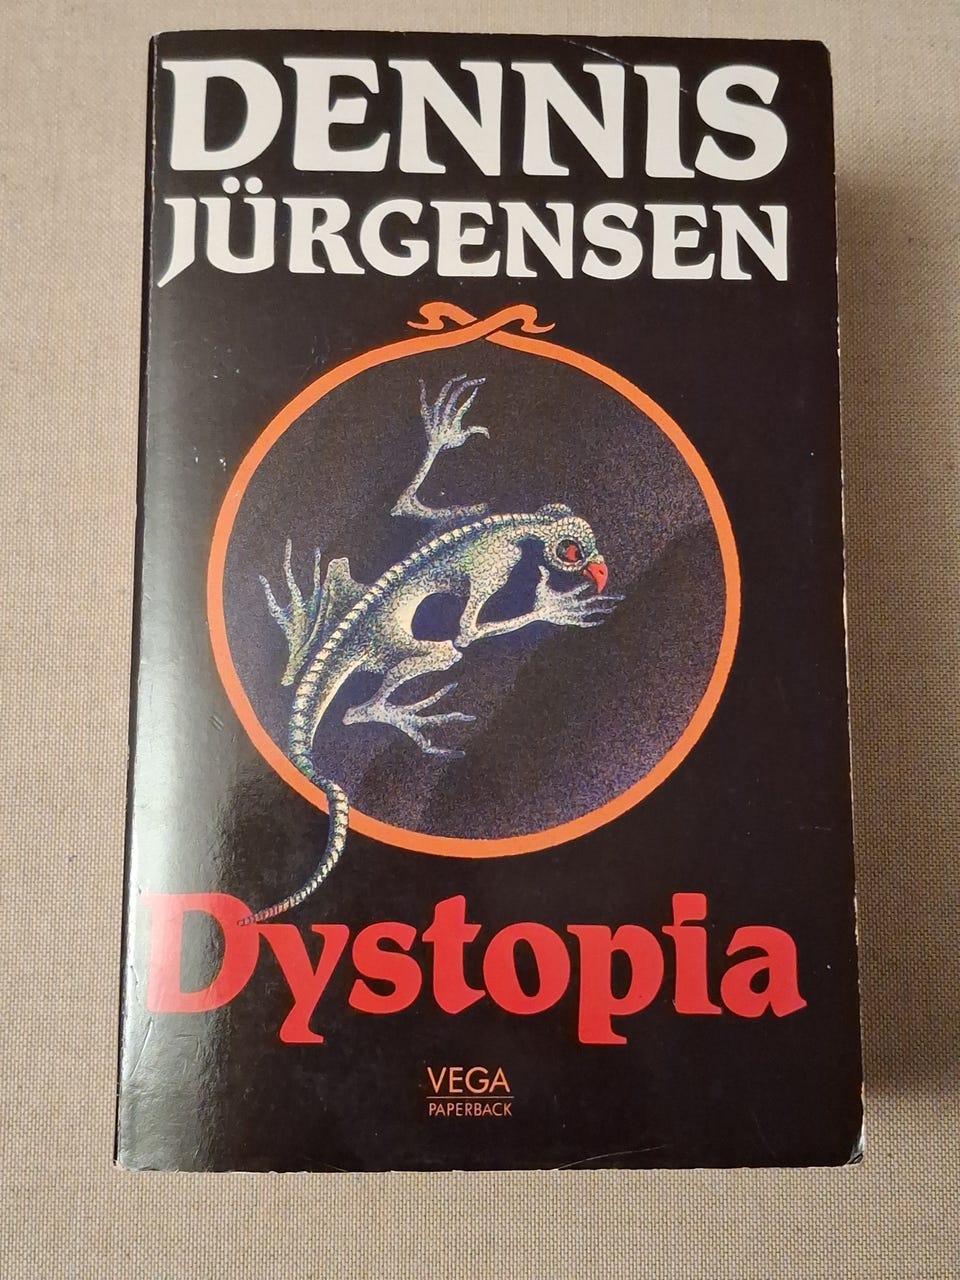 DENNIS
JÜRGENSEN
Dystopia
VEGA
PAPERBACK